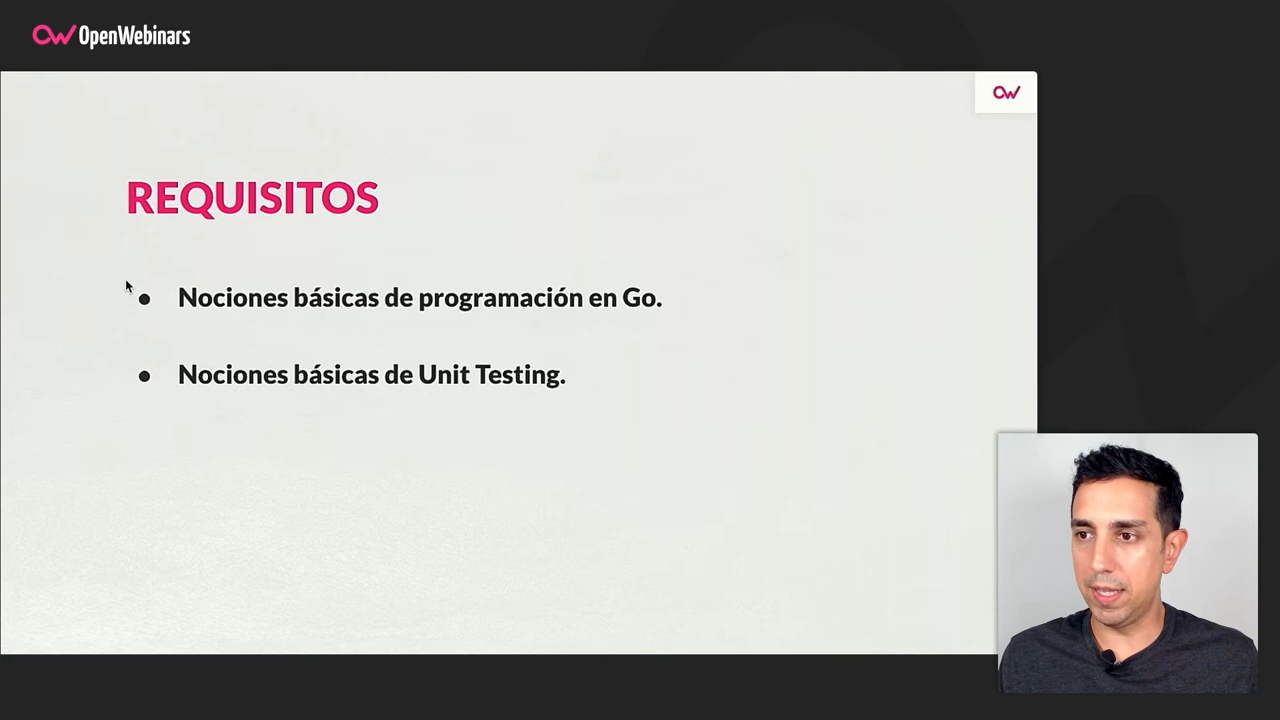 OpenWebinars
REQUISITOS
● Nociones básicas de programación en Go.
● Nociones básicas de Unit Testing.